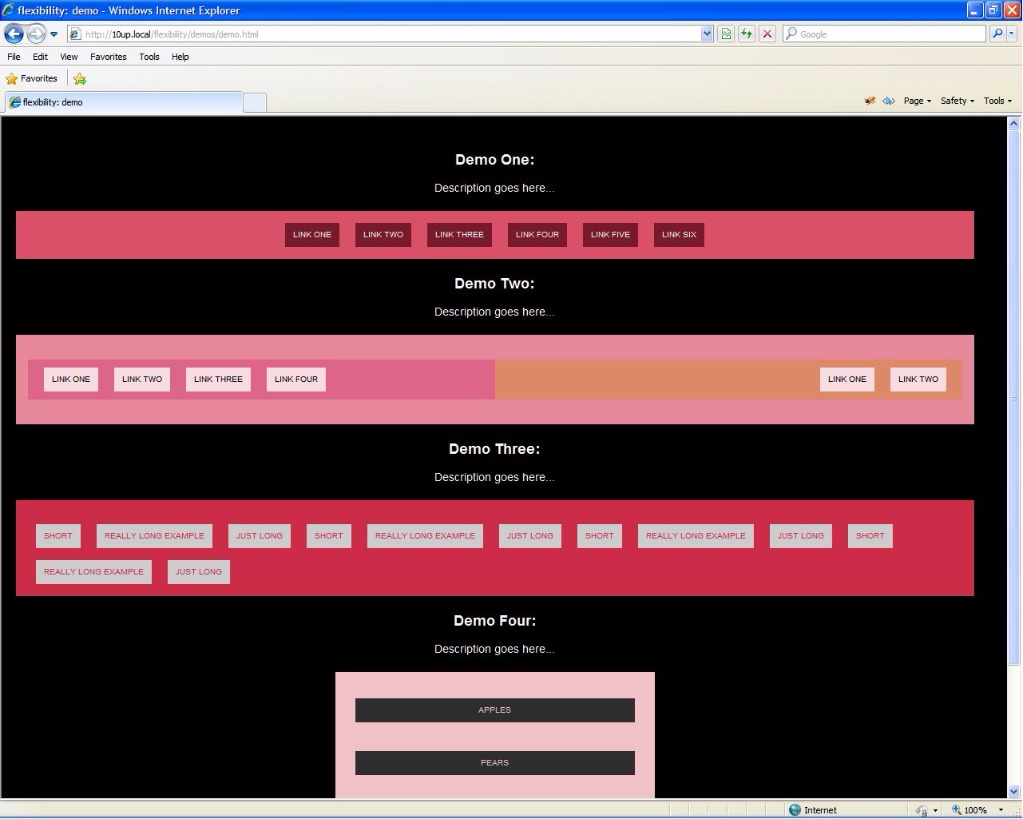 flexibility: demo - Windows Internet Explorer
http://10up.local/flexibility/demos/demo.html
Google
File Edit View Favorites Tools Help
Favorites
flexibility: demo
Page Safety Tools
Demo One:
Description goes here...
LINK ONE LINK TWO LINK THREE LINK FOUR LINK FIVE LINK SIX
Demo Two:
Description goes here...
LINK ONE LINK TWO LINK THREE LINK FOUR LINK ONE LINK TWO
Demo Three:
Description goes here...
SHORT REALLY LONG EXAMPLE JUST LONG SHORT REALLY LONG EXAMPLE JUST LONG SHORT REALLY LONG EXAMPLE JUST LONG SHORT
REALLY LONG EXAMPLE JUST LONG
Demo Four:
Description goes here...
APPLES
PEARS
Internet 100%